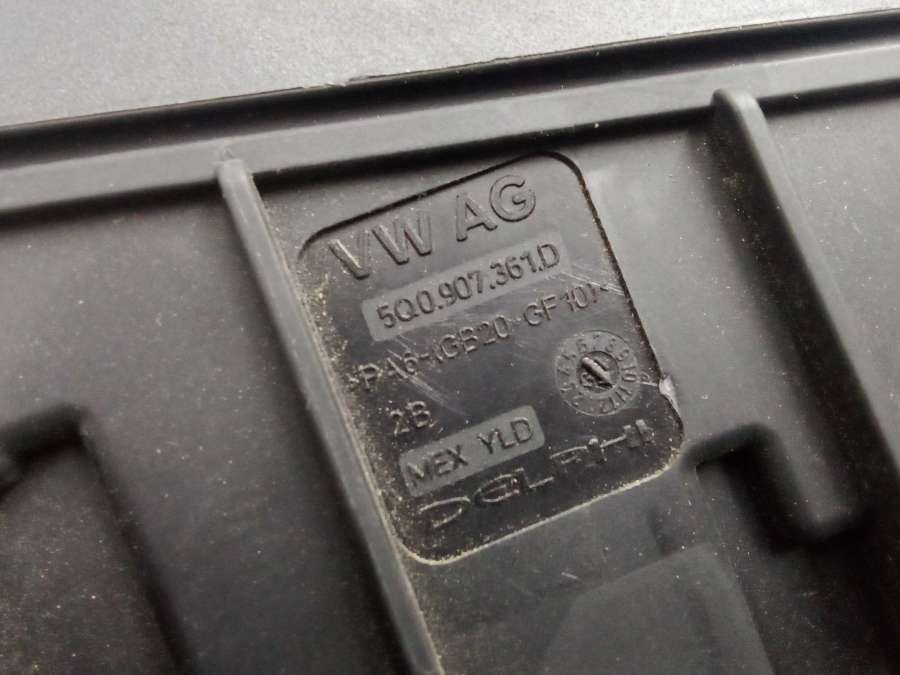 VW AG
5Q0.907.361.D
>PA6-(GB20+GF10)<
2B
MEX YLD
DELPHI